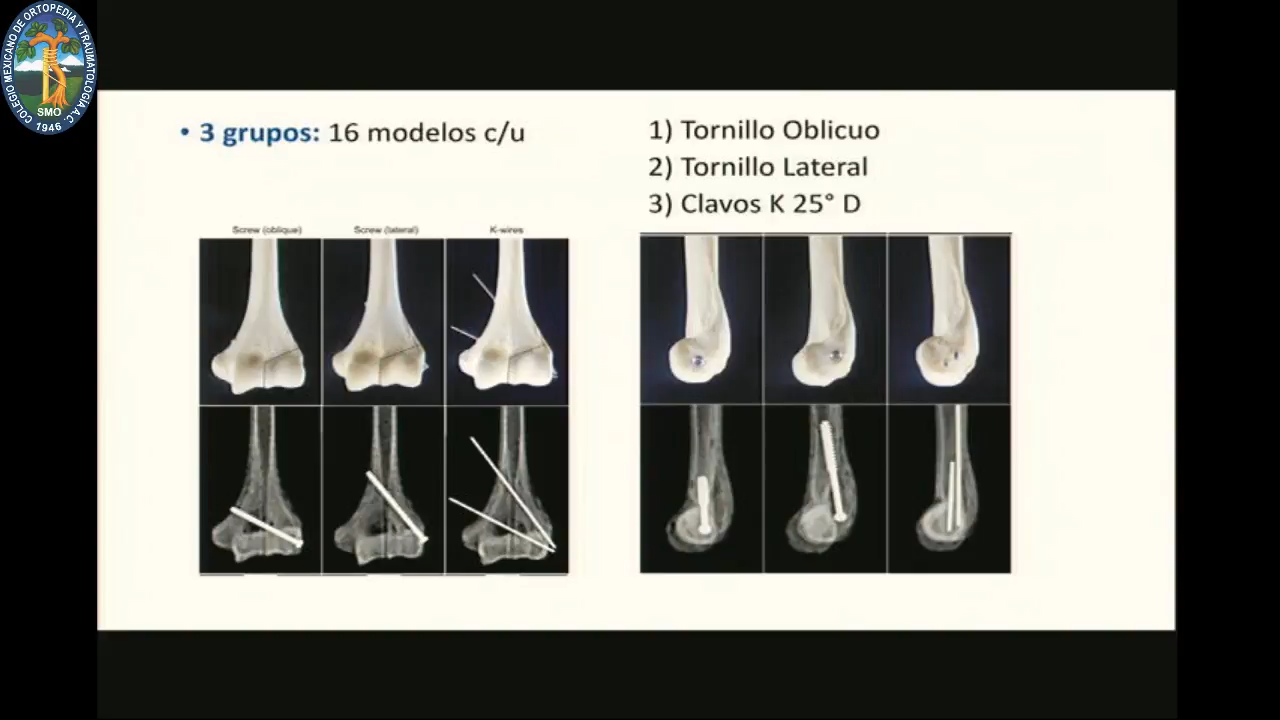 COLEGIO MEXICANO DE ORTOPEDIA Y TRAUMATOLOGIA A.C.
SMO
1946
• 3 grupos: 16 modelos c/u
1) Tornillo Oblicuo
2) Tornillo Lateral
3) Clavos K 25° D
Screw (oblique)
Screw (lateral)
K-wires